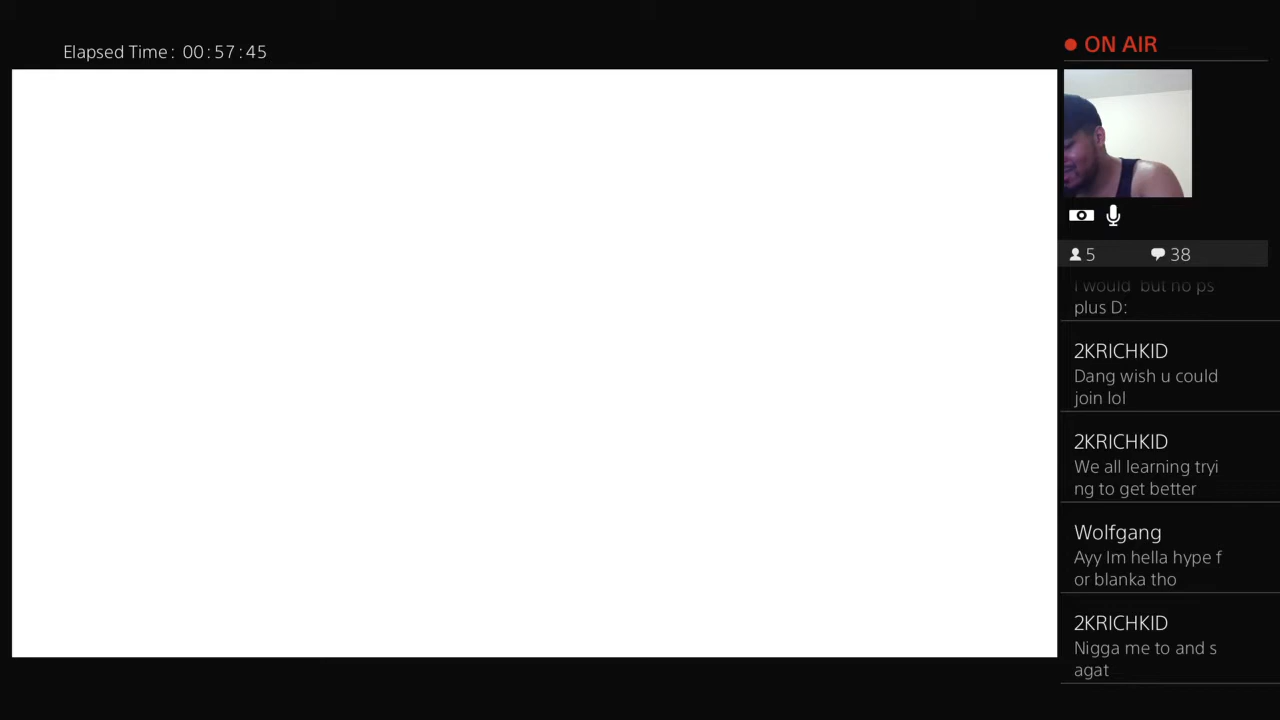 Elapsed Time: 00:57:45
ON AIR
5 38
I would but no ps
plus D:
2KRICHKID
Dang wish u could
join lol
2KRICHKID
We all learning tryi
ng to get better
Wolfgang
Ayy Im hella hype f
or blanka tho
2KRICHKID
Nigga me to and s
agat